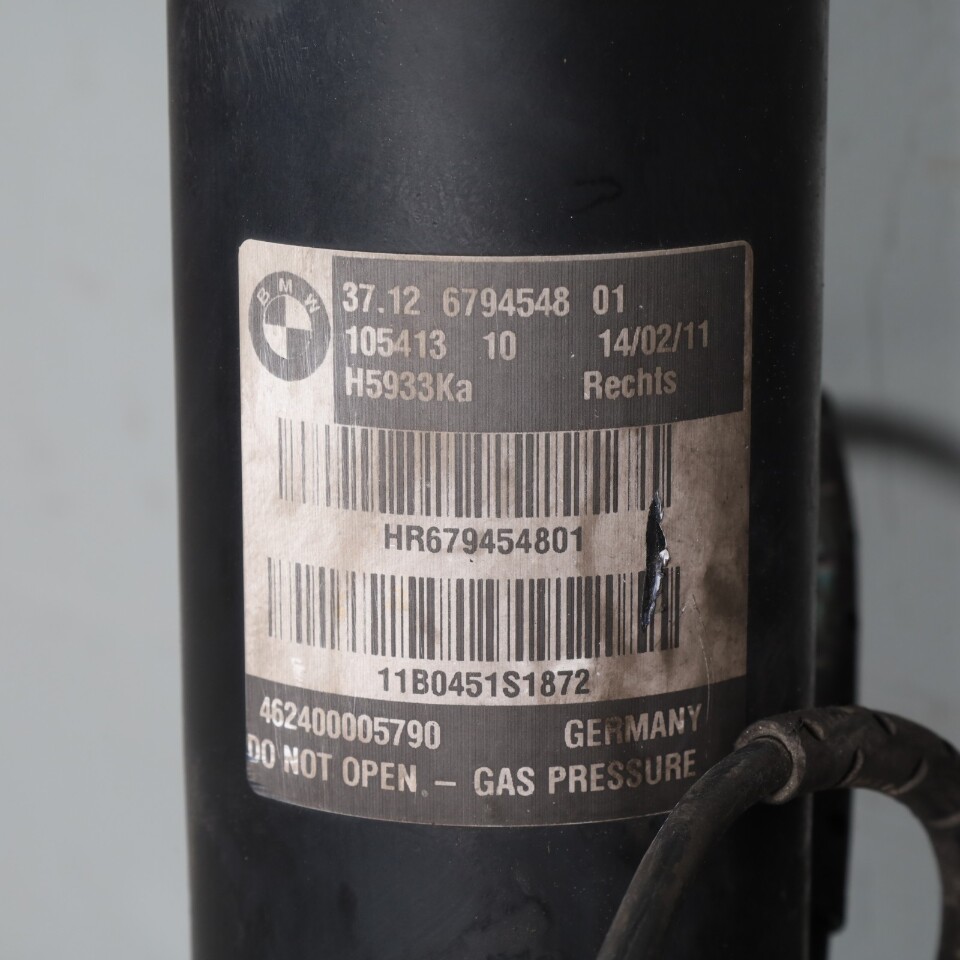 BMW
37.12 6794548 01
105413 10 14/02/11
H5933Ka Rechts
HR679454801
11B0451S1872
462400005790 GERMANY
DO NOT OPEN. – GAS PRESSURE